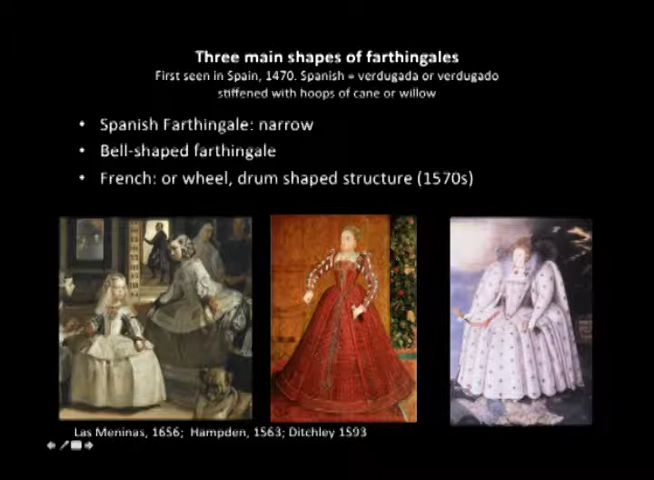 Three main shapes of farthingales
First seen in Spain, 1470. Spanish = verdugada or verdugado
stiffened with hoops of cane or willow
• Spanish Farthingale: narrow
• Bell-shaped farthingale
• French: or wheel, drum shaped structure (1570s)
Las Meninas, 1656; Hampden, 1563; Ditchley 1593